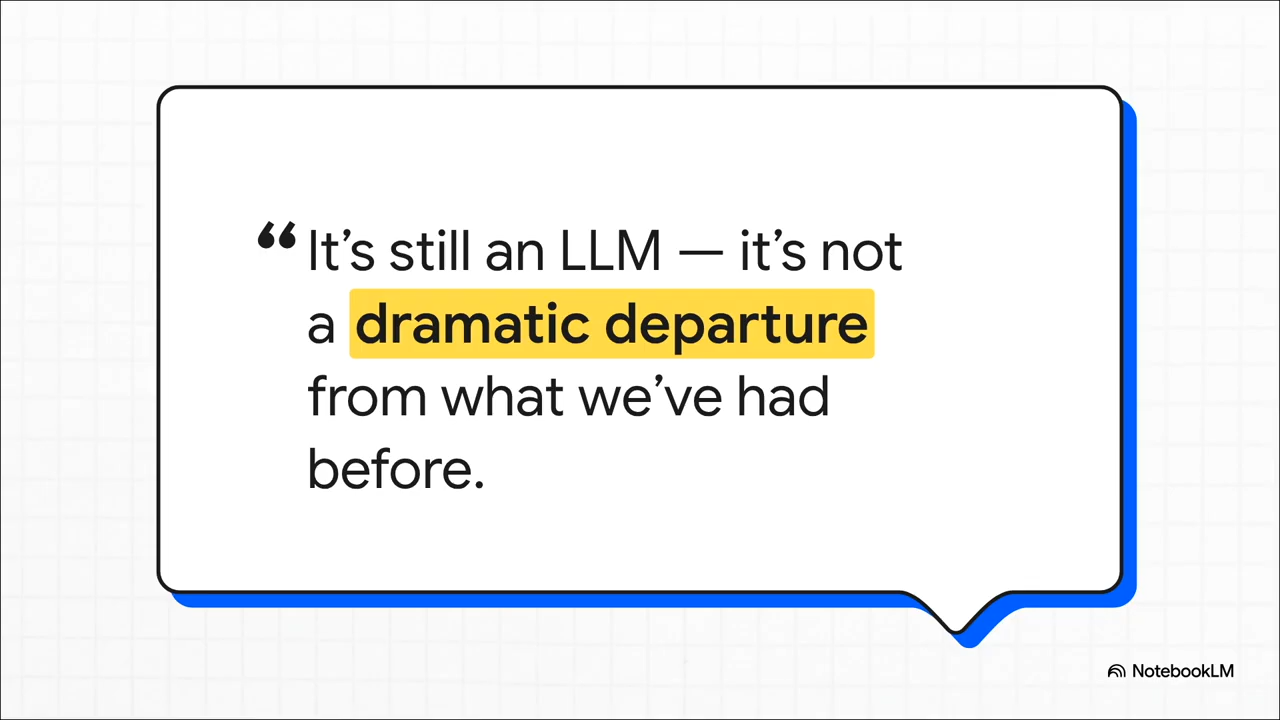 “It’s still an LLM — it’s not
a dramatic departure
from what we’ve had
before.
NotebookLM